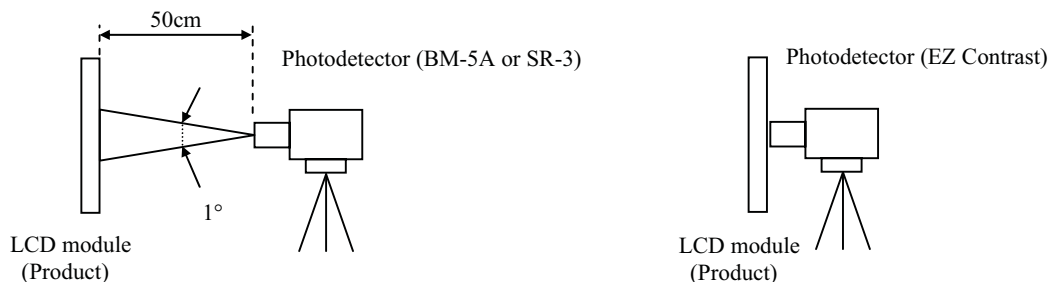 50cm
Photodetector (BM-5A or SR-3)
1°
LCD module
(Product)
Photodetector (EZ Contrast)
LCD module
(Product)